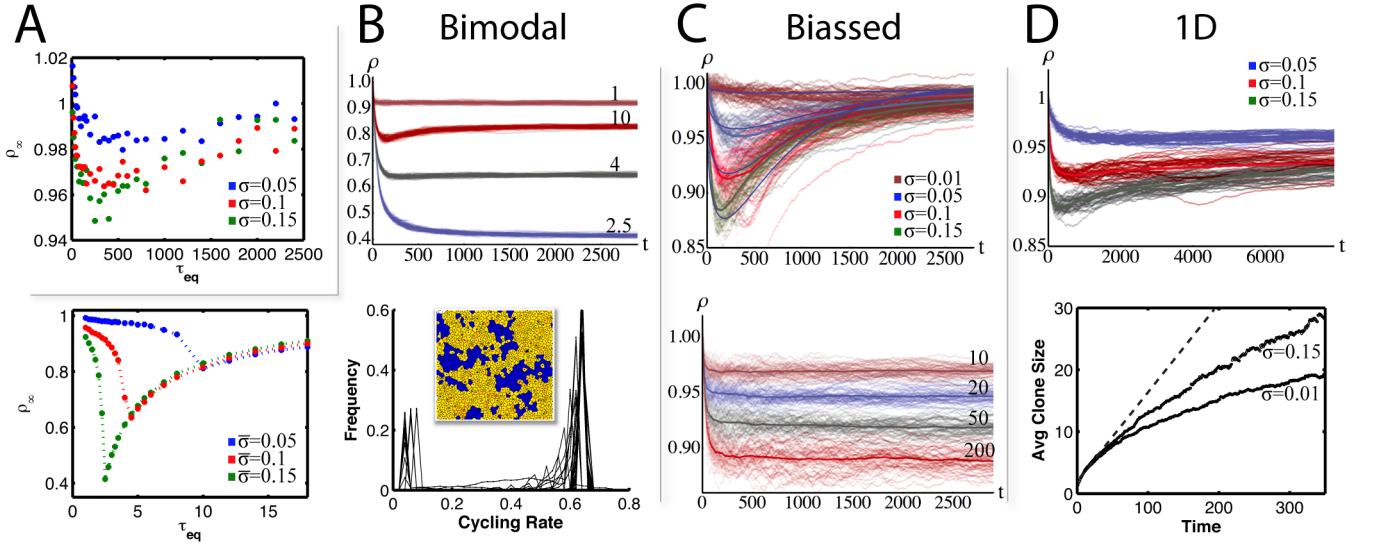 A
1.02
1
0.98
0.96
0.94
ρ∞
σ=0.05
σ=0.1
σ=0.15
0 500 1000 1500 2000 2500
τeq
1
0.8
0.6
0.4
ρ∞
σ̅=0.05
σ̅=0.1
σ̅=0.15
0 5 10 15
τeq
B Bimodal
ρ
1.0
0.9
0.8
0.7
0.6
0.5
0.4
1
10
4
2.5
t
0 500 1000 1500 2000 2500
0.6
0.4
0.2
0
Frequency
0 0.2 0.4 0.6 0.8
Cycling Rate
C Biassed
ρ
1.00
0.95
0.90
0.85
σ=0.01
σ=0.05
σ=0.1
σ=0.15
t
0 500 1000 1500 2000 2500
ρ
1.00
0.95
0.90
10
20
50
200
t
0 500 1000 1500 2000 2500
D 1D
ρ
1
0.95
0.90
0.85
σ=0.05
σ=0.1
σ=0.15
t
0 2000 4000 6000
30
20
10
0
Avg Clone Size
σ=0.15
σ=0.01
0 100 200 300
Time